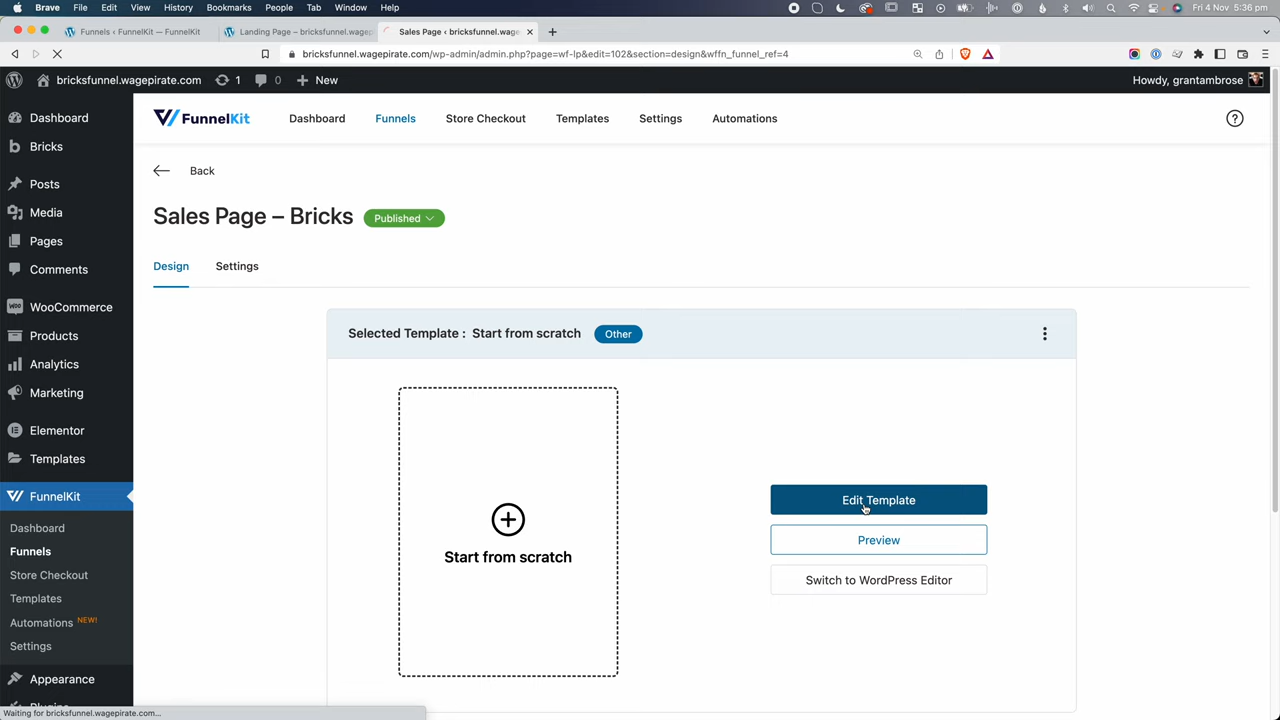 Brave File Edit View History Bookmarks People Tab Window Help Fri 4 Nov 5:36 pm
Funnels ‹ FunnelKit — FunnelKit Landing Page – bricksfunnel.wagep Sales Page ‹ bricksfunnel.wage
bricksfunnel.wagepirate.com/wp-admin/admin.php?page=wf-lp&edit=102&section=design&wffn_funnel_ref=4
bricksfunnel.wagepirate.com 1 0 New Howdy, grantambrose
Dashboard
Bricks
Posts
Media
Pages
Comments
WooCommerce
Products
Analytics
Marketing
Elementor
Templates
FunnelKit
Dashboard
Funnels
Store Checkout
Templates
Automations NEW!
Settings
Appearance
FunnelKit Dashboard Funnels Store Checkout Templates Settings Automations ?
Back
Sales Page – Bricks Published
Design Settings
Selected Template : Start from scratch Other
Start from scratch
Edit Template
Preview
Switch to WordPress Editor
Waiting for bricksfunnel.wagepirate.com...